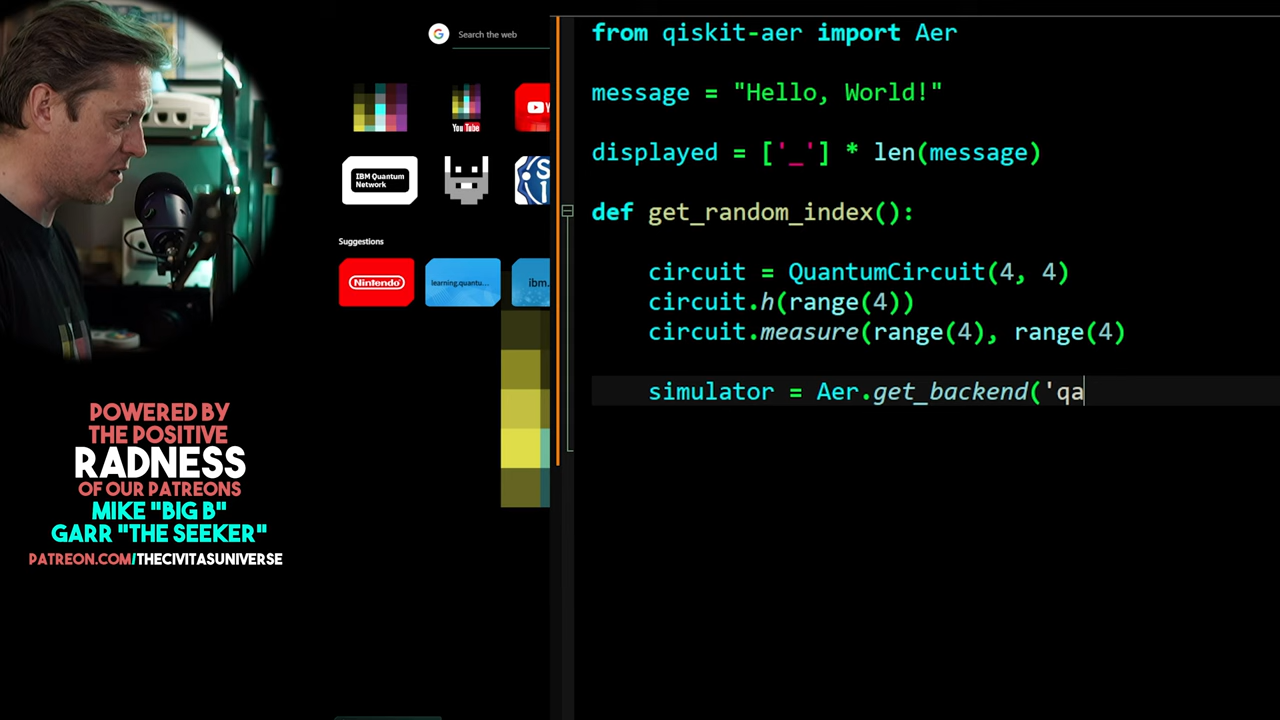 Search the web
You Tube
IBM Quantum
Network
Suggestions
Nintendo
learning.quantu...
ibm.
POWERED BY
THE POSITIVE
RADNESS
OF OUR PATREONS
MIKE "BIG B"
GARR "THE SEEKER"
PATREON.COM/THECIVITASUNIVERSE
from qiskit-aer import Aer
message = "Hello, World!"
displayed = ['_'] * len(message)
def get_random_index():
circuit = QuantumCircuit(4, 4)
circuit.h(range(4))
circuit.measure(range(4), range(4)
simulator = Aer.get_backend('qa